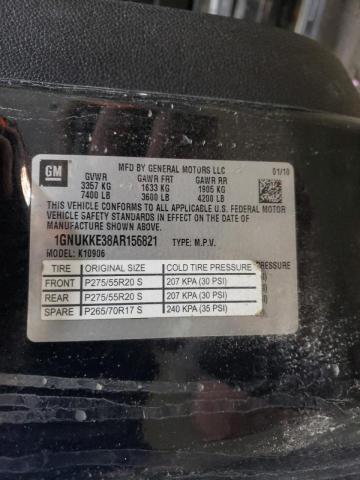 GM
MFD BY GENERAL MOTORS LLC 01/10
GVWR GAWR FRT GAWR RR
3357 KG 1633 KG 1905 KG
7400 LB 3600 LB 4200 LB
THIS VEHICLE CONFORMS TO ALL APPLICABLE
U.S. FEDERAL MOTOR VEHICLE SAFETY AND
THEFT PREVENTION STANDARDS IN EFFECT ON
THE DATE OF MANUFACTURE SHOWN ABOVE.
1GNUKKE38AR156821 TYPE: M.P.V.
MODEL: K10906
TIRE ORIGINAL SIZE COLD TIRE PRESSURE
FRONT P275/55R20 S 207 KPA (30 PSI)
REAR P275/55R20 S 207 KPA (30 PSI)
SPARE P265/70R17 S 240 KPA (35 PSI)